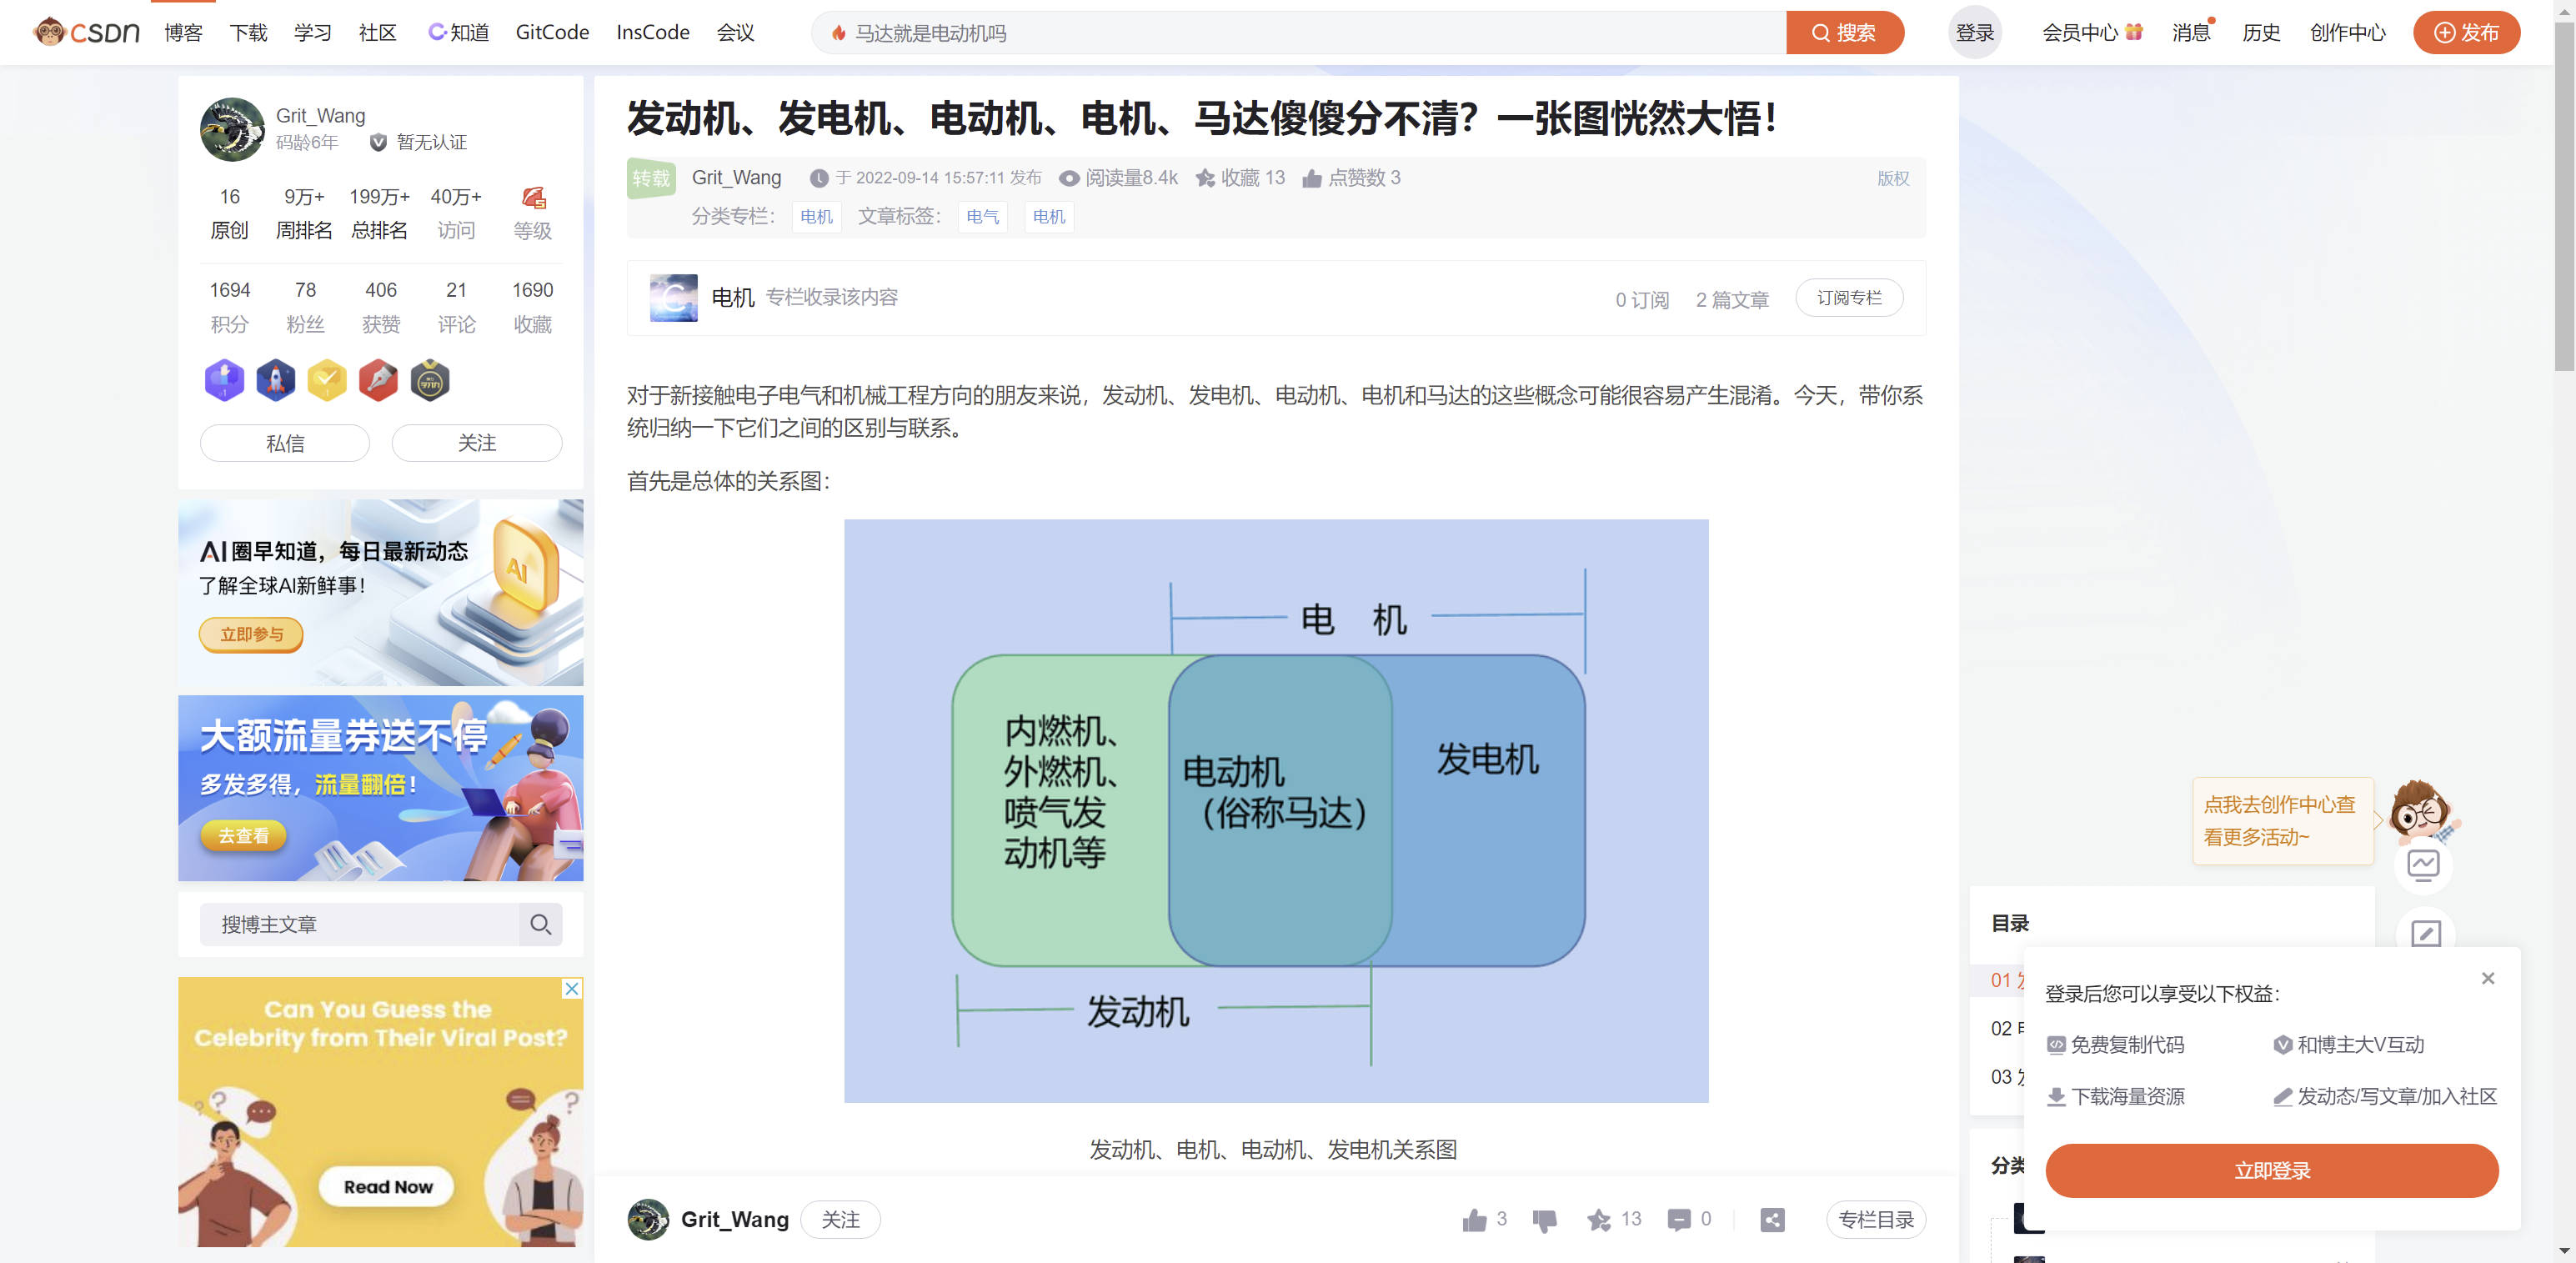 CSDN 博客 下载 学习 社区 知道 GitCode InsCode 会议 马达就是电动机吗 搜索 登录 会员中心 消息 历史 创作中心 发布
Grit_Wang
码龄6年 暂无认证
16 9万+ 199万+ 40万+
原创 周排名 总排名 访问 等级
1694 78 406 21 1690
积分 粉丝 获赞 评论 收藏
私信 关注
AI圈早知道，每日最新动态
了解全球AI新鲜事！
立即参与
大额流量券送不停
多发多得，流量翻倍！
去查看
搜博主文章
Can You Guess the
Celebrity from Their Viral Post?
Read Now
发动机、发电机、电动机、电机、马达傻傻分不清？一张图恍然大悟！
转载 Grit_Wang 于 2022-09-14 15:57:11 发布 阅读量8.4k 收藏 13 点赞数 3 版权
分类专栏： 电机 文章标签： 电气 电机
电机 专栏收录该内容 0 订阅 2 篇文章 订阅专栏
对于新接触电子电气和机械工程方向的朋友来说，发动机、发电机、电动机、电机和马达的这些概念可能很容易产生混淆。今天，带你系
统归纳一下它们之间的区别与联系。
首先是总体的关系图：
电 机
内燃机、
外燃机、
喷气发
动机等
电动机
（俗称马达）
发电机
发动机
发动机、电机、电动机、发电机关系图
Grit_Wang 关注 3 13 0 专栏目录
点我去创作中心查
看更多活动~
目录
01
02
03
分类
登录后您可以享受以下权益：
免费复制代码 和博主大V互动
下载海量资源 发动态/写文章/加入社区
立即登录